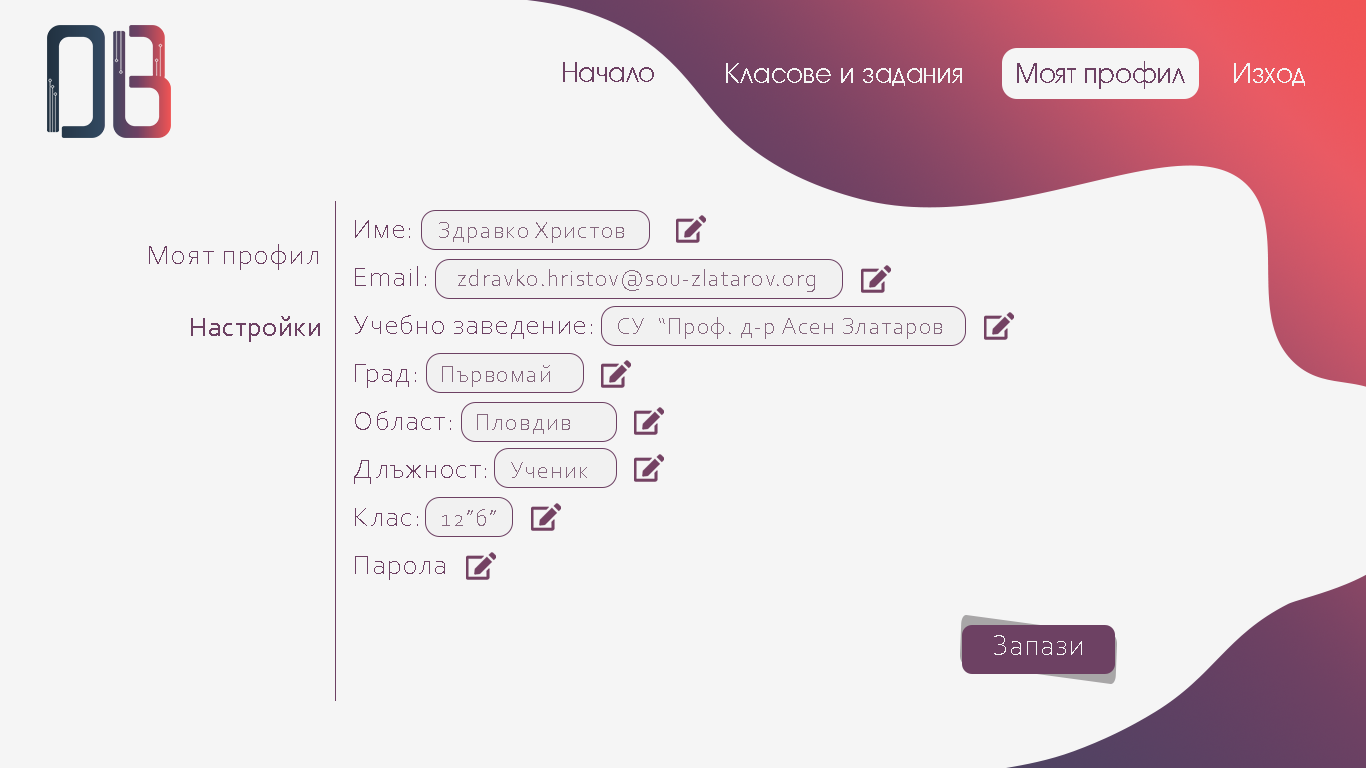 DB
Начало Класове и задания Моят профил Изход
Моят профил
Настройки
Име: Здравко Христов
Email: zdravko.hristov@sou-zlatarov.org
Учебно заведение: СУ “Проф. д-р Асен Златаров
Град: Първомай
Област: Пловдив
Длъжност: Ученик
Клас: 12”б”
Парола
Запази